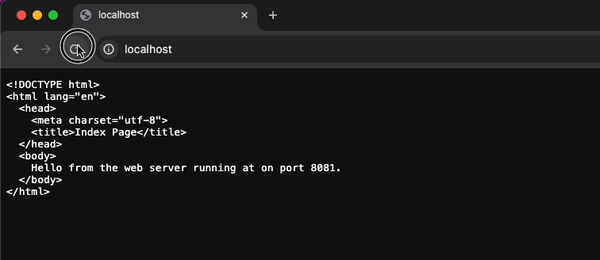 localhost
localhost
<!DOCTYPE html>
<html lang="en">
  <head>
    <meta charset="utf-8">
    <title>Index Page</title>
  </head>
  <body>
    Hello from the web server running at on port 8081.
  </body>
</html>